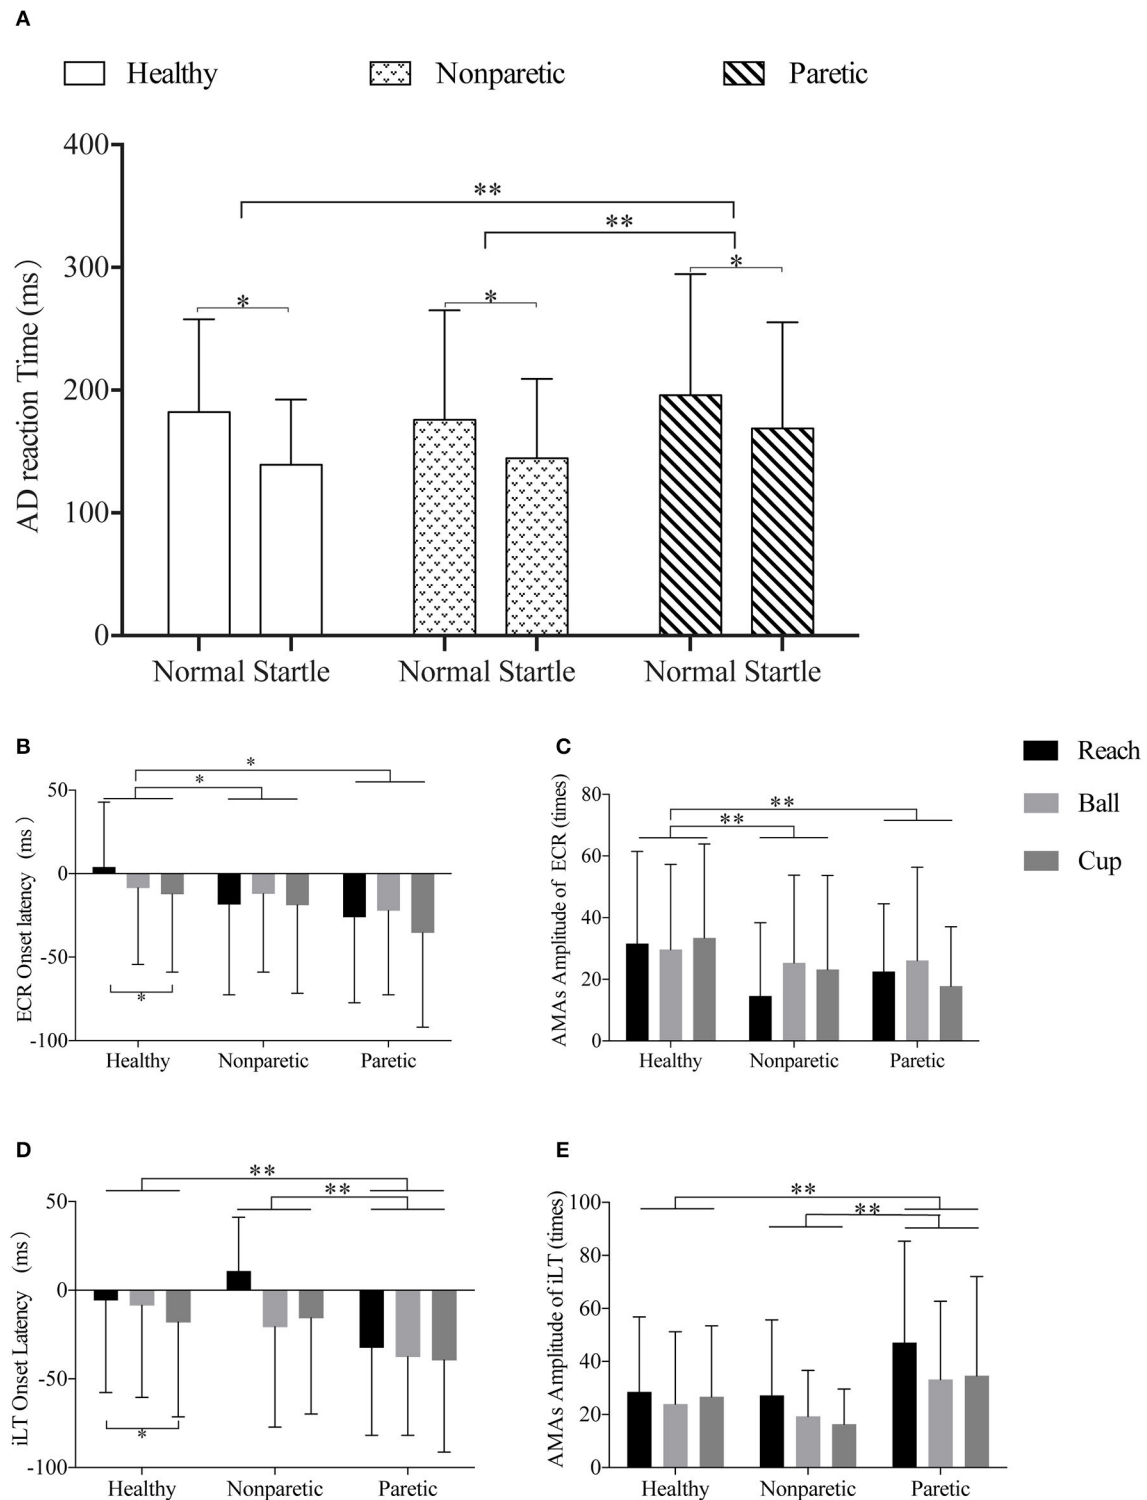 A
Healthy Nonparetic Paretic
400
300
200
100
0
AD reaction Time (ms)
**
**
*
*
*
Normal Startle Normal Startle Normal Startle
B
50
0
-50
-100
ECR Onset latency (ms)
*
*
*
Healthy Nonparetic Paretic
C
Reach
Ball
Cup
80
60
40
20
0
AMAs Amplitude of ECR (times)
**
**
Healthy Nonparetic Paretic
D
50
0
-50
-100
iLT Onset Latency (ms)
**
**
*
Healthy Nonparetic Paretic
E
100
80
60
40
20
0
AMAs Amplitude of iLT (times)
**
**
Healthy Nonparetic Paretic